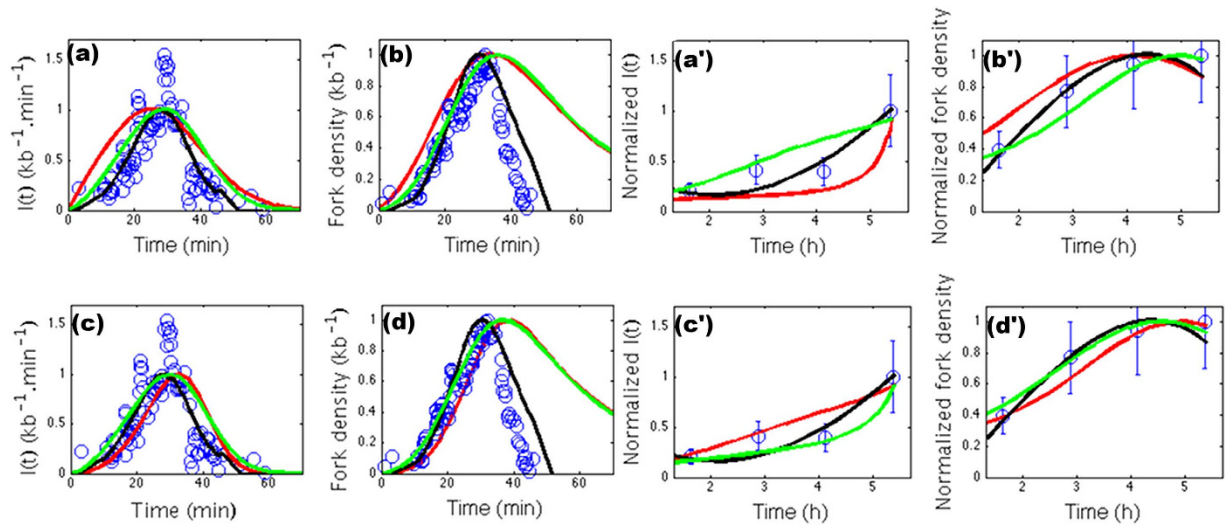 (a)
I(t) (kb⁻¹.min⁻¹)
1.5
1
0.5
0
0 20 40 60
Time (min)
(b)
Fork density (kb⁻¹)
1
0.8
0.6
0.4
0.2
0
0 20 40 60
Time (min)
(a')
Normalized I(t)
1.5
1
0.5
0
2 3 4 5
Time (h)
(b')
Normalized fork density
1
0.8
0.6
0.4
0.2
0
2 3 4 5
Time (h)
(c)
I(t) (kb⁻¹.min⁻¹)
1.5
1
0.5
0
0 20 40 60
Time (min)
(d)
Fork density (kb⁻¹)
1
0.8
0.6
0.4
0.2
0
0 20 40 60
Time (min)
(c')
Normalized I(t)
1.5
1
0.5
0
2 3 4 5
Time (h)
(d')
Normalized fork density
1
0.8
0.6
0.4
0.2
0
2 3 4 5
Time (h)